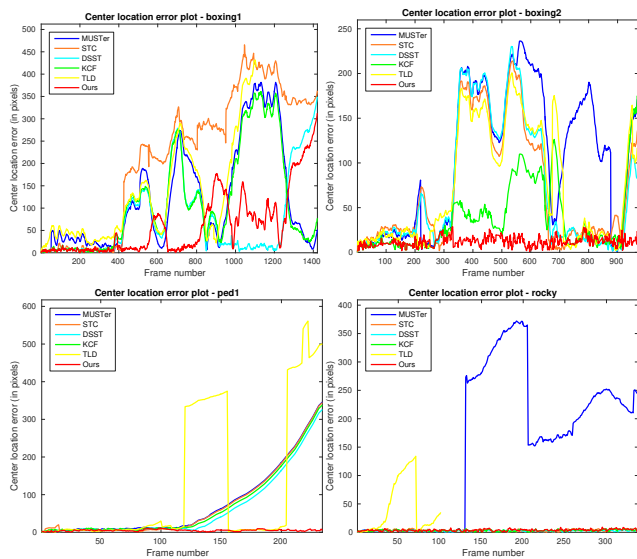 Center location error plot - boxing1
Center location error (in pixels)
500
450
400
350
300
250
200
150
100
50
0
MUSTer
STC
DSST
KCF
TLD
Ours
200 400 600 800 1000 1200 1400
Frame number
Center location error plot - boxing2
Center location error (in pixels)
250
200
150
100
50
0
MUSTer
STC
DSST
KCF
TLD
Ours
100 200 300 400 500 600 700 800 900
Frame number
Center location error plot - ped1
Center location error (in pixels)
600
500
400
300
200
100
0
MUSTer
STC
DSST
KCF
TLD
Ours
50 100 150 200
Frame number
Center location error plot - rocky
Center location error (in pixels)
400
350
300
250
200
150
100
50
0
MUSTer
STC
DSST
KCF
TLD
Ours
50 100 150 200 250 300
Frame number